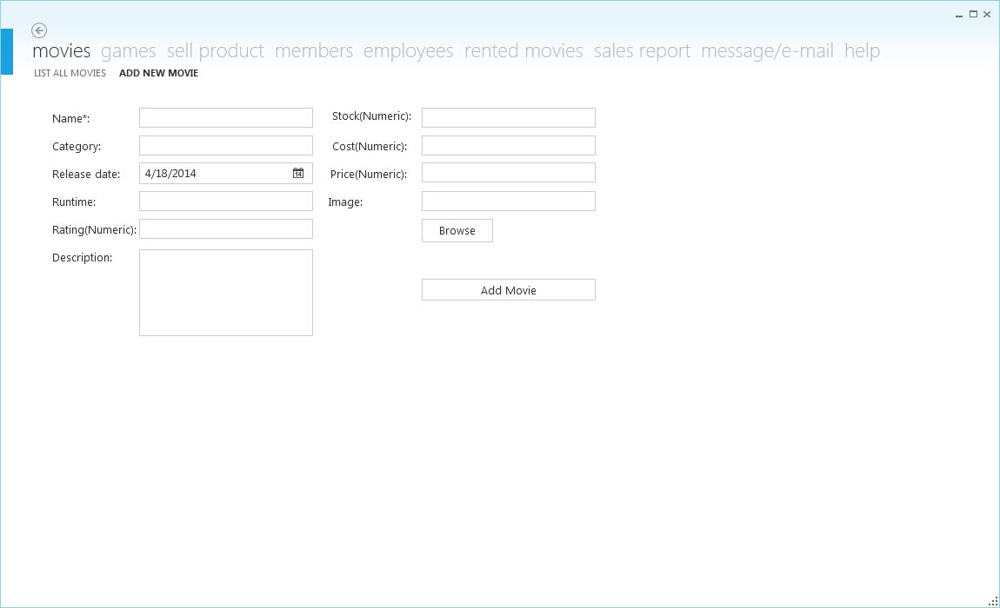 movies games sell product members employees rented movies sales report message/e-mail help
LIST ALL MOVIES ADD NEW MOVIE
Name*:
Category:
Release date: 4/18/2014 14
Runtime:
Rating(Numeric):
Description:
Stock(Numeric):
Cost(Numeric):
Price(Numeric):
Image:
Browse
Add Movie